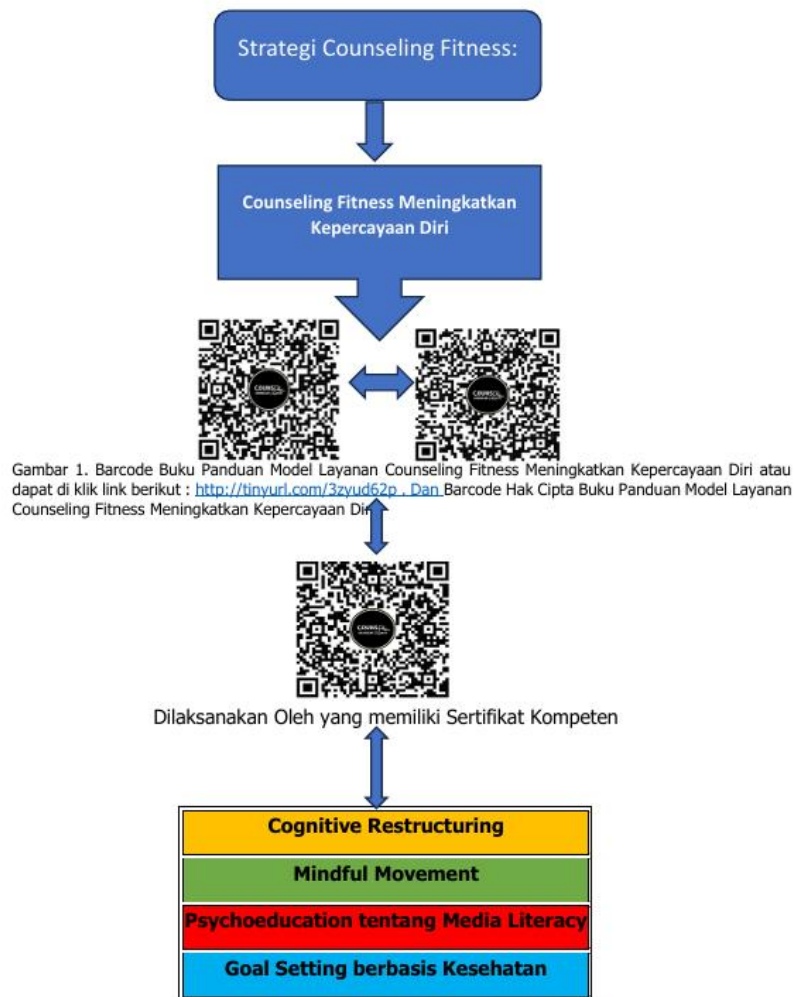 Strategi Counseling Fitness:
Counseling Fitness Meningkatkan
Kepercayaan Diri
Gambar 1. Barcode Buku Panduan Model Layanan Counseling Fitness Meningkatkan Kepercayaan Diri atau
dapat di klik link berikut : http://tinyurl.com/3zyud62p . Dan Barcode Hak Cipta Buku Panduan Model Layanan
Counseling Fitness Meningkatkan Kepercayaan
Dilaksanakan Oleh yang memiliki Sertifikat Kompeten
Cognitive Restructuring
Mindful Movement
Psychoeducation tentang Media Literacy
Goal Setting berbasis Kesehatan